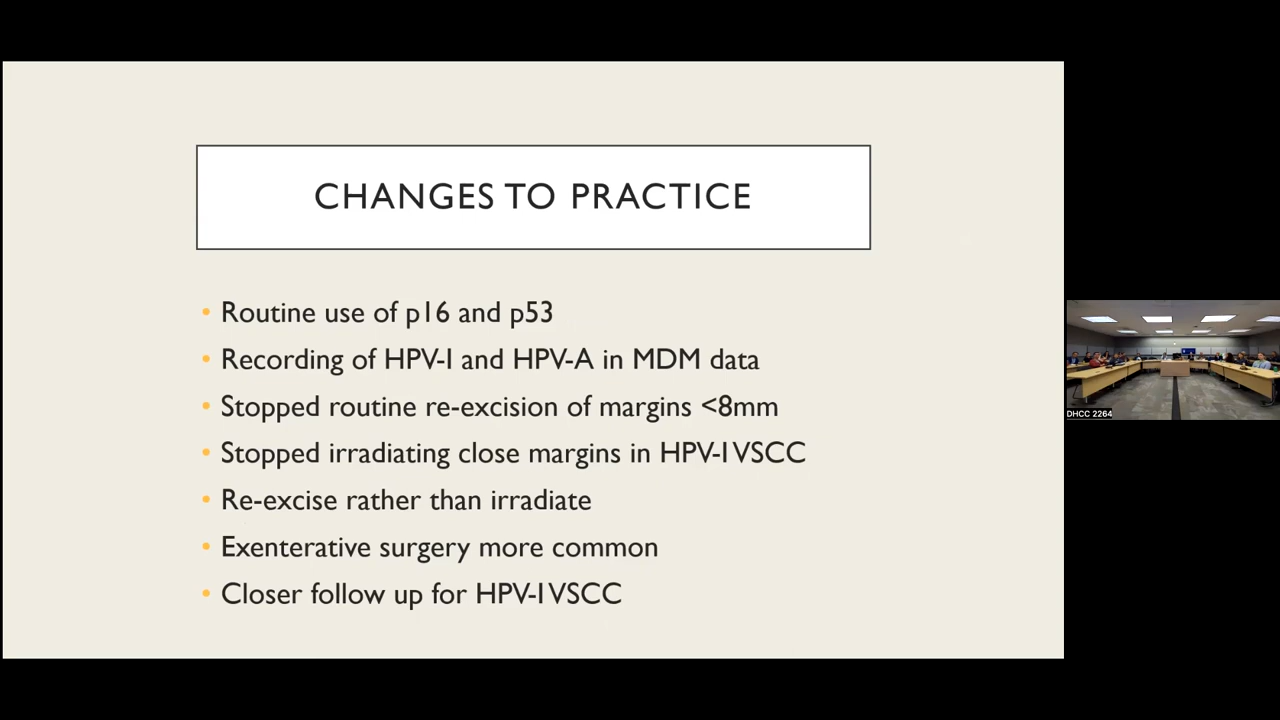 CHANGES TO PRACTICE
• Routine use of p16 and p53
• Recording of HPV-I and HPV-A in MDM data
• Stopped routine re-excision of margins <8mm
• Stopped irradiating close margins in HPV-I VSCC
• Re-excise rather than irradiate
• Exenterative surgery more common
• Closer follow up for HPV-I VSCC
DHCC 2264